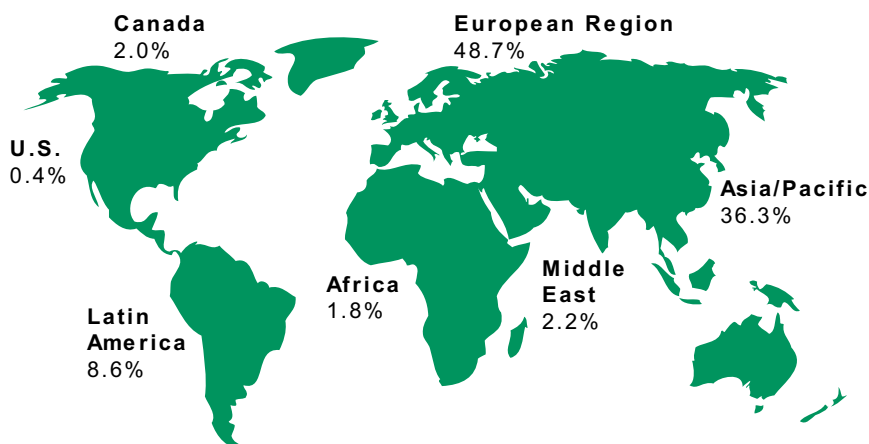 Canada
2.0%
European Region
48.7%
U.S.
0.4%
Asia/Pacific
36.3%
Africa
1.8%
Middle
East
2.2%
Latin
America
8.6%